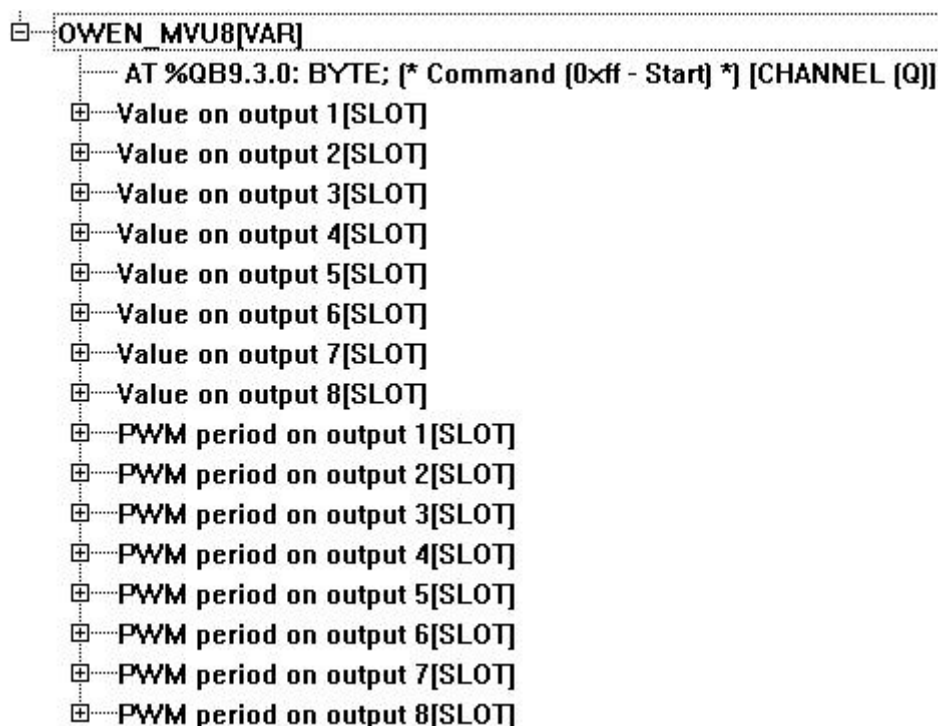 OWEN_MVU8[VAR]
AT %QB9.3.0: BYTE; (* Command (0xff - Start) *) [CHANNEL (Q)]
Value on output 1[SLOT]
Value on output 2[SLOT]
Value on output 3[SLOT]
Value on output 4[SLOT]
Value on output 5[SLOT]
Value on output 6[SLOT]
Value on output 7[SLOT]
Value on output 8[SLOT]
PWM period on output 1[SLOT]
PWM period on output 2[SLOT]
PWM period on output 3[SLOT]
PWM period on output 4[SLOT]
PWM period on output 5[SLOT]
PWM period on output 6[SLOT]
PWM period on output 7[SLOT]
PWM period on output 8[SLOT]